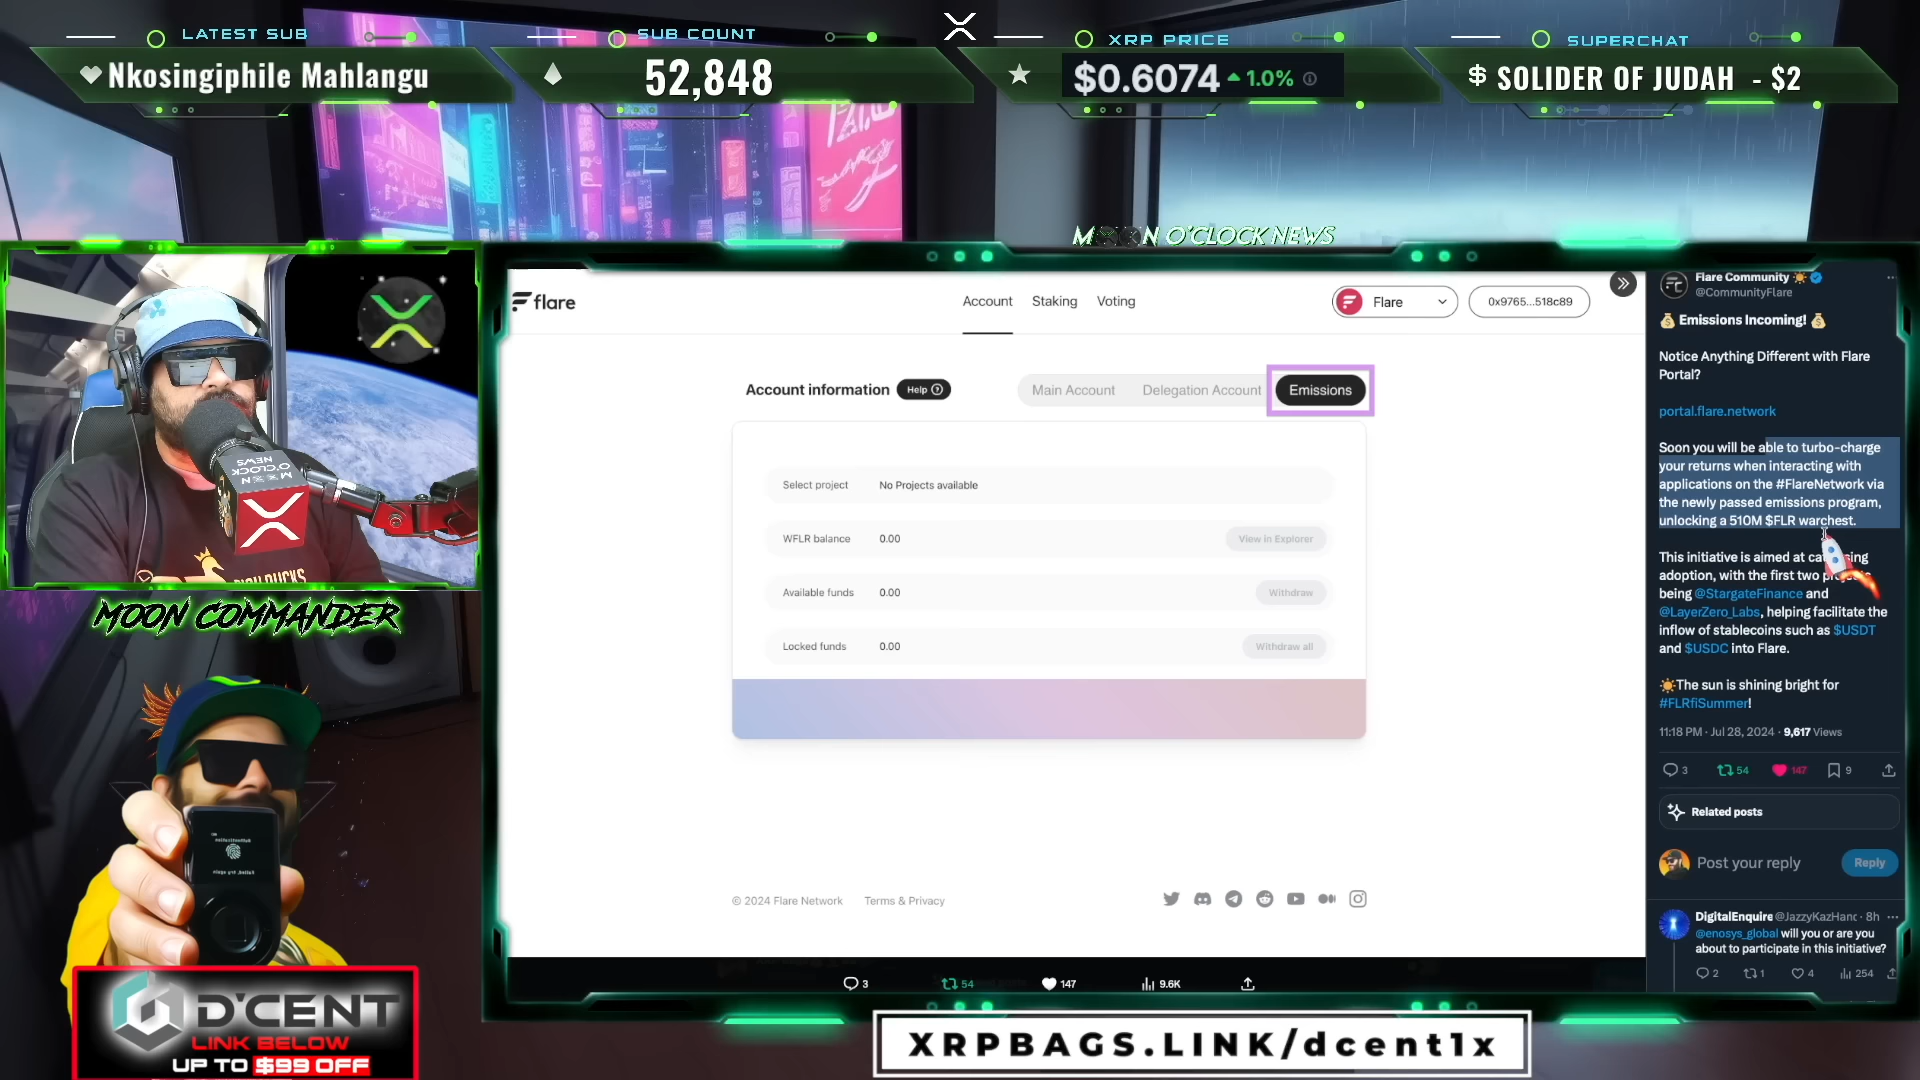 LATEST SUB
Nkosingiphile Mahlangu
SUB COUNT
52,848
XRP PRICE
$0.6074 1.0%
SUPERCHAT
SOLIDER OF JUDAH - $2
MOON O'CLOCK NEWS
flare
Account Staking Voting
Flare
0x9765...518c89
Account information
Help
Main Account Delegation Account Emissions
Select project No Projects available
WFLR balance 0.00 View in Explorer
Available funds 0.00 Withdraw
Locked funds 0.00 Withdraw all
© 2024 Flare Network Terms & Privacy
3 54 147 9.6K
Flare Community
@CommunityFlare
Emissions Incoming!
Notice Anything Different with Flare
Portal?
portal.flare.network
Soon you will be able to turbo-charge
your returns when interacting with
applications on the #FlareNetwork via
the newly passed emissions program,
unlocking a 510M $FLR warchest.
This initiative is aimed at
adoption, with the first two
being @StargateFinance and
@LayerZero_Labs, helping facilitate the
inflow of stablecoins such as $USDT
and $USDC into Flare.
The sun is shining bright for
#FLRfiSummer!
11:18 PM · Jul 28, 2024 · 9,617 Views
3 54 147 9
Related posts
Post your reply
Reply
DigitalEnquire @JazzyKazHanc · 8h
@enosys_global will you or are you
about to participate in this initiative?
2 1 4 254
MOON
O'CLOCK
NEWS
MOON COMMANDER
D'CENT
LINK BELOW
UP TO $99 OFF
XRPBAGS.LINK/dcent1x